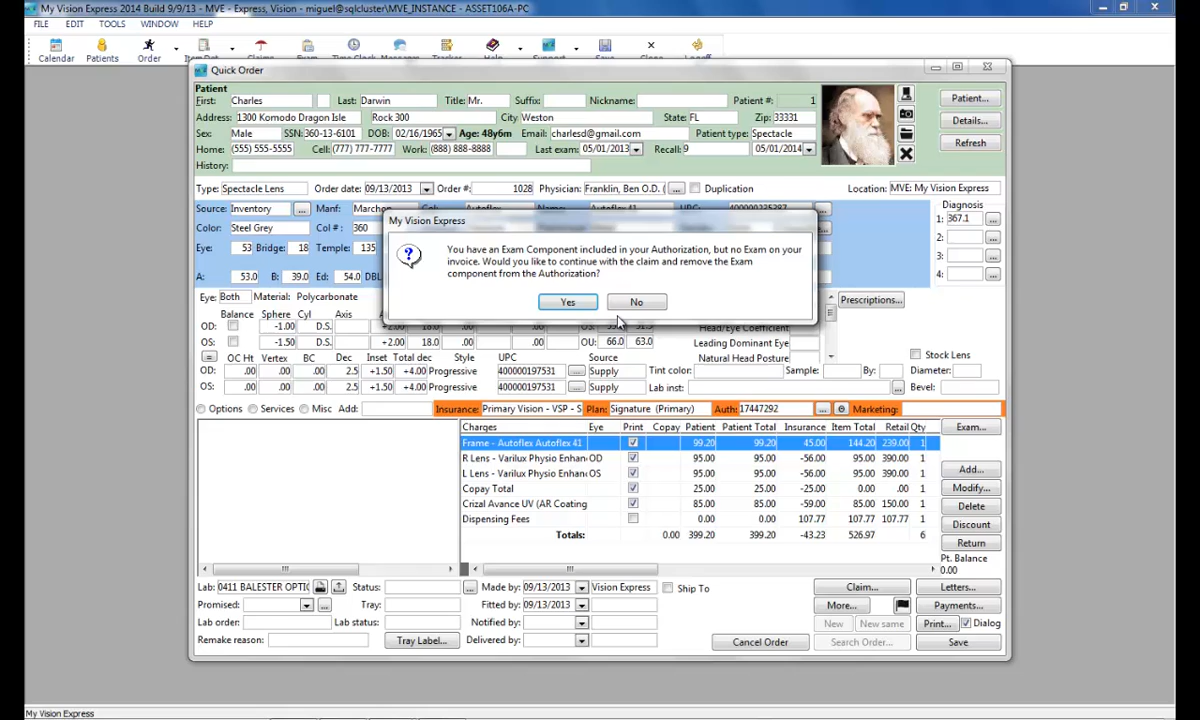 My Vision Express 2014 Build 9/9/13 - MVE - Express, Vision - miguel@sqlcluster\MVE_INSTANCE - ASSET106A-PC
FILE EDIT TOOLS WINDOW HELP
Calendar Patients Order
Quick Order
Patient
First: Charles Last: Darwin Title: Mr. Suffix: Nickname: Patient #: 1 Patient...
Address: 1300 Komodo Dragon Isle Rock 300 City Weston State: FL Zip: 33331
Details...
Sex: Male SSN: 360-13-6101 DOB: 02/16/1965 Age: 48y6m Email: charlesd@gmail.com Patient type: Spectacle
Home: (555) 555-5555 Cell: (777) 777-7777 Work: (888) 888-8888 Last exam: 05/01/2013 Recall: 9 05/01/2014 Refresh
History:
Type: Spectacle Lens Order date: 09/13/2013 Order #: 1028 Physician: Franklin, Ben O.D. ( ... Duplication Location: MVE: My Vision Express
Source: Inventory ... Manf: Marchon Diagnosis
1: 367.1 ...
Color: Steel Grey Col #: 360 2: ...
Eye: 53 Bridge: 18 Temple: 135 3: ...
A: 53.0 B: 39.0 Ed: 54.0 DBL 4: ...
My Vision Express
You have an Exam Component included in your Authorization, but no Exam on your
invoice. Would you like to continue with the claim and remove the Exam
component from the Authorization?
Yes No
Eye: Both Material: Polycarbonate Prescriptions...
Balance Sphere Cyl Axis
OD: -1.00 D.S. +2.00 18.0 .00 .00 Head/Eye Coefficient
OS: -1.50 D.S. +2.00 18.0 .00 .00 OU: 66.0 63.0 Leading Dominant Eye
Natural Head Posture Stock Lens
= OC Ht Vertex BC Dec Inset Total dec Style UPC Source
OD: .00 .00 .00 2.5 +1.50 +4.00 Progressive 400000197531 ... Supply Tint color: Sample: By: Diameter:
OS: .00 .00 .00 2.5 +1.50 +4.00 Progressive 400000197531 ... Supply Lab inst: ... Bevel:
Options Services Misc Add: Insurance: Primary Vision - VSP - S Plan: Signature (Primary) Auth: 17447292 ... Marketing:
Charges Eye Print Copay Patient Patient Total Insurance Item Total Retail Qty Exam...
Frame - Autoflex Autoflex 41 99.20 99.20 45.00 144.20 239.00 1
R Lens - Varilux Physio Enhan OD 95.00 95.00 -56.00 95.00 390.00 1
L Lens - Varilux Physio Enhan OS 95.00 95.00 -56.00 95.00 390.00 1 Add...
Copay Total 25.00 25.00 -25.00 0.00 .00 1 Modify...
Crizal Avance UV (AR Coating 85.00 85.00 -59.00 85.00 150.00 1 Delete
Dispensing Fees 0.00 0.00 107.77 107.77 107.77 1 Discount
Totals: 0.00 399.20 399.20 -43.23 526.97 6 Return
Pt. Balance
0.00
Lab: 0411 BALESTER OPTI Status: ... Made by: 09/13/2013 Vision Express Ship To Claim... Letters...
Promised: ... Tray: Fitted by: 09/13/2013 More... Payments...
Lab order: Lab status: Notified by: New New same Print... Dialog
Remake reason: Tray Label... Delivered by: Cancel Order Search Order... Save
My Vision Express